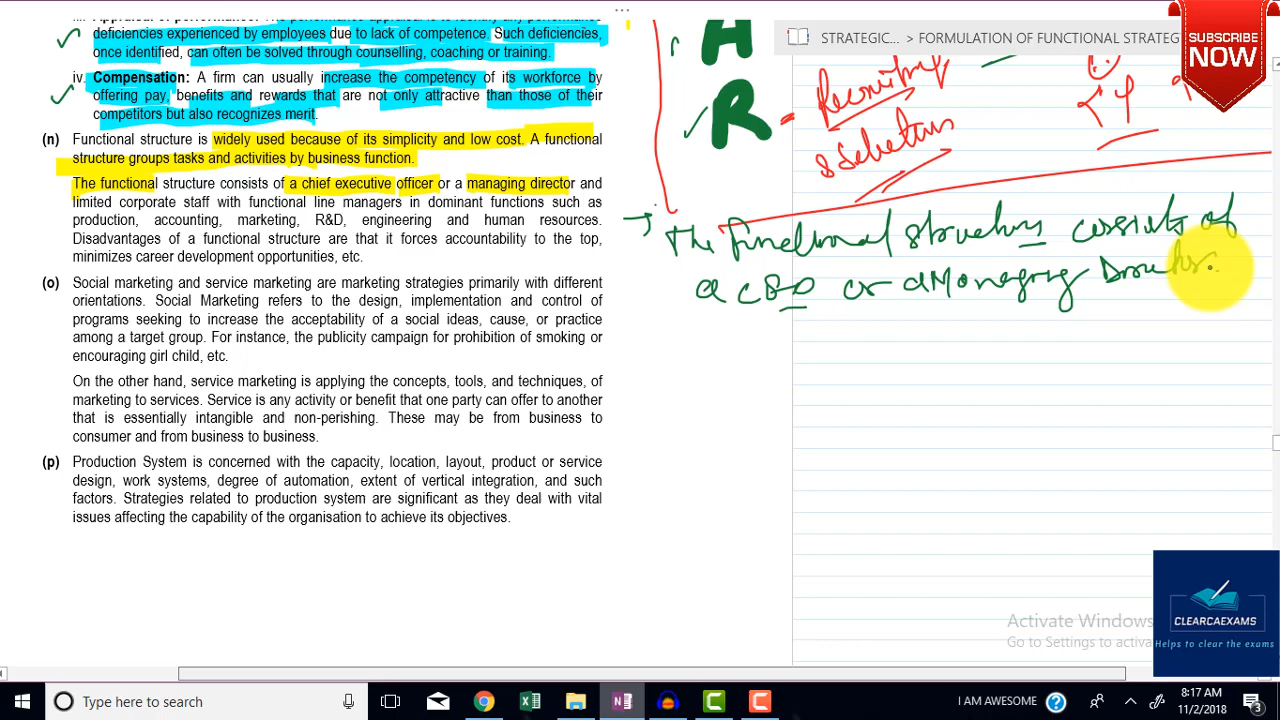 iii. Appraisal of performance: The performance appraisal is to identify any performance
deficiencies experienced by employees due to lack of competence. Such deficiencies,
once identified, can often be solved through counselling, coaching or training.
iv. Compensation: A firm can usually increase the competency of its workforce by
offering pay, benefits and rewards that are not only attractive than those of their
competitors but also recognizes merit.
(n) Functional structure is widely used because of its simplicity and low cost. A functional
structure groups tasks and activities by business function.
The functional structure consists of a chief executive officer or a managing director and
limited corporate staff with functional line managers in dominant functions such as
production, accounting, marketing, R&D, engineering and human resources.
Disadvantages of a functional structure are that it forces accountability to the top,
minimizes career development opportunities, etc.
(o) Social marketing and service marketing are marketing strategies primarily with different
orientations. Social Marketing refers to the design, implementation and control of
programs seeking to increase the acceptability of a social ideas, cause, or practice
among a target group. For instance, the publicity campaign for prohibition of smoking or
encouraging girl child, etc.
On the other hand, service marketing is applying the concepts, tools, and techniques, of
marketing to services. Service is any activity or benefit that one party can offer to another
that is essentially intangible and non-perishing. These may be from business to
consumer and from business to business.
(p) Production System is concerned with the capacity, location, layout, product or service
design, work systems, degree of automation, extent of vertical integration, and such
factors. Strategies related to production system are significant as they deal with vital
issues affecting the capability of the organisation to achieve its objectives.
STRATEGIC... > FORMULATION OF FUNCTIONAL STRATEG
SUBSCRIBE
NOW
A
R = Recruitment
& Selection
The functional structure consists of
a CEO or a Managing Director.
Activate Windows
Go to Settings to activa
CLEARCAEXAMS
Helps to clear the exams
Type here to search
I AM AWESOME
8:17 AM
11/2/2018
3